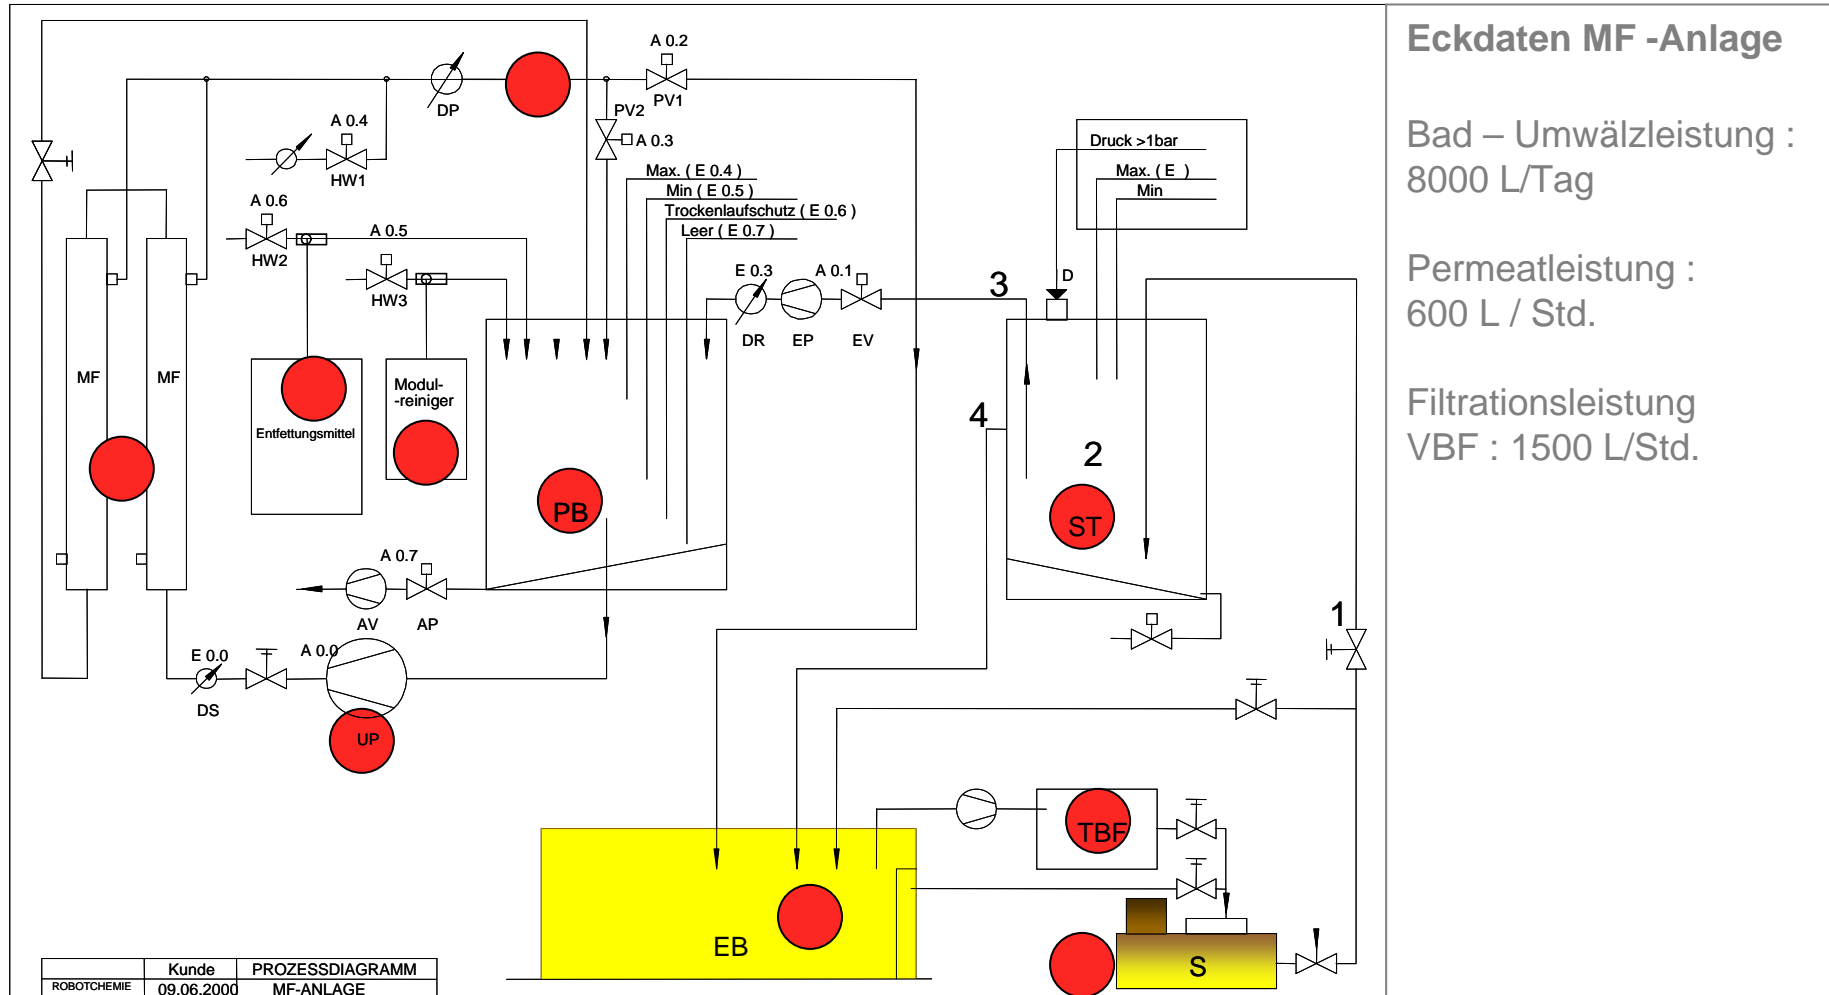 A 0.2
PV1
DP
PV2
A 0.3
A 0.4
HW1
Max. ( E 0.4 )
Min ( E 0.5 )
Trockenlaufschutz ( E 0.6 )
Leer ( E 0.7 )
A 0.6
HW2
A 0.5
HW3
E 0.3
A 0.1
DR
EP
EV
3
Druck >1bar
Max. ( E )
Min
D
MF
MF
Entfettungsmittel
Modul-
-reiniger
4
2
PB
ST
A 0.7
AV
AP
1
E 0.0
A 0.0
DS
UP
TBF
EB
S
Kunde PROZESSDIAGRAMM
ROBOTCHEMIE 09.06.2000 MF-ANLAGE
Eckdaten MF -Anlage
Bad – Umwälzleistung :
8000 L/Tag
Permeatleistung :
600 L / Std.
Filtrationsleistung
VBF : 1500 L/Std.